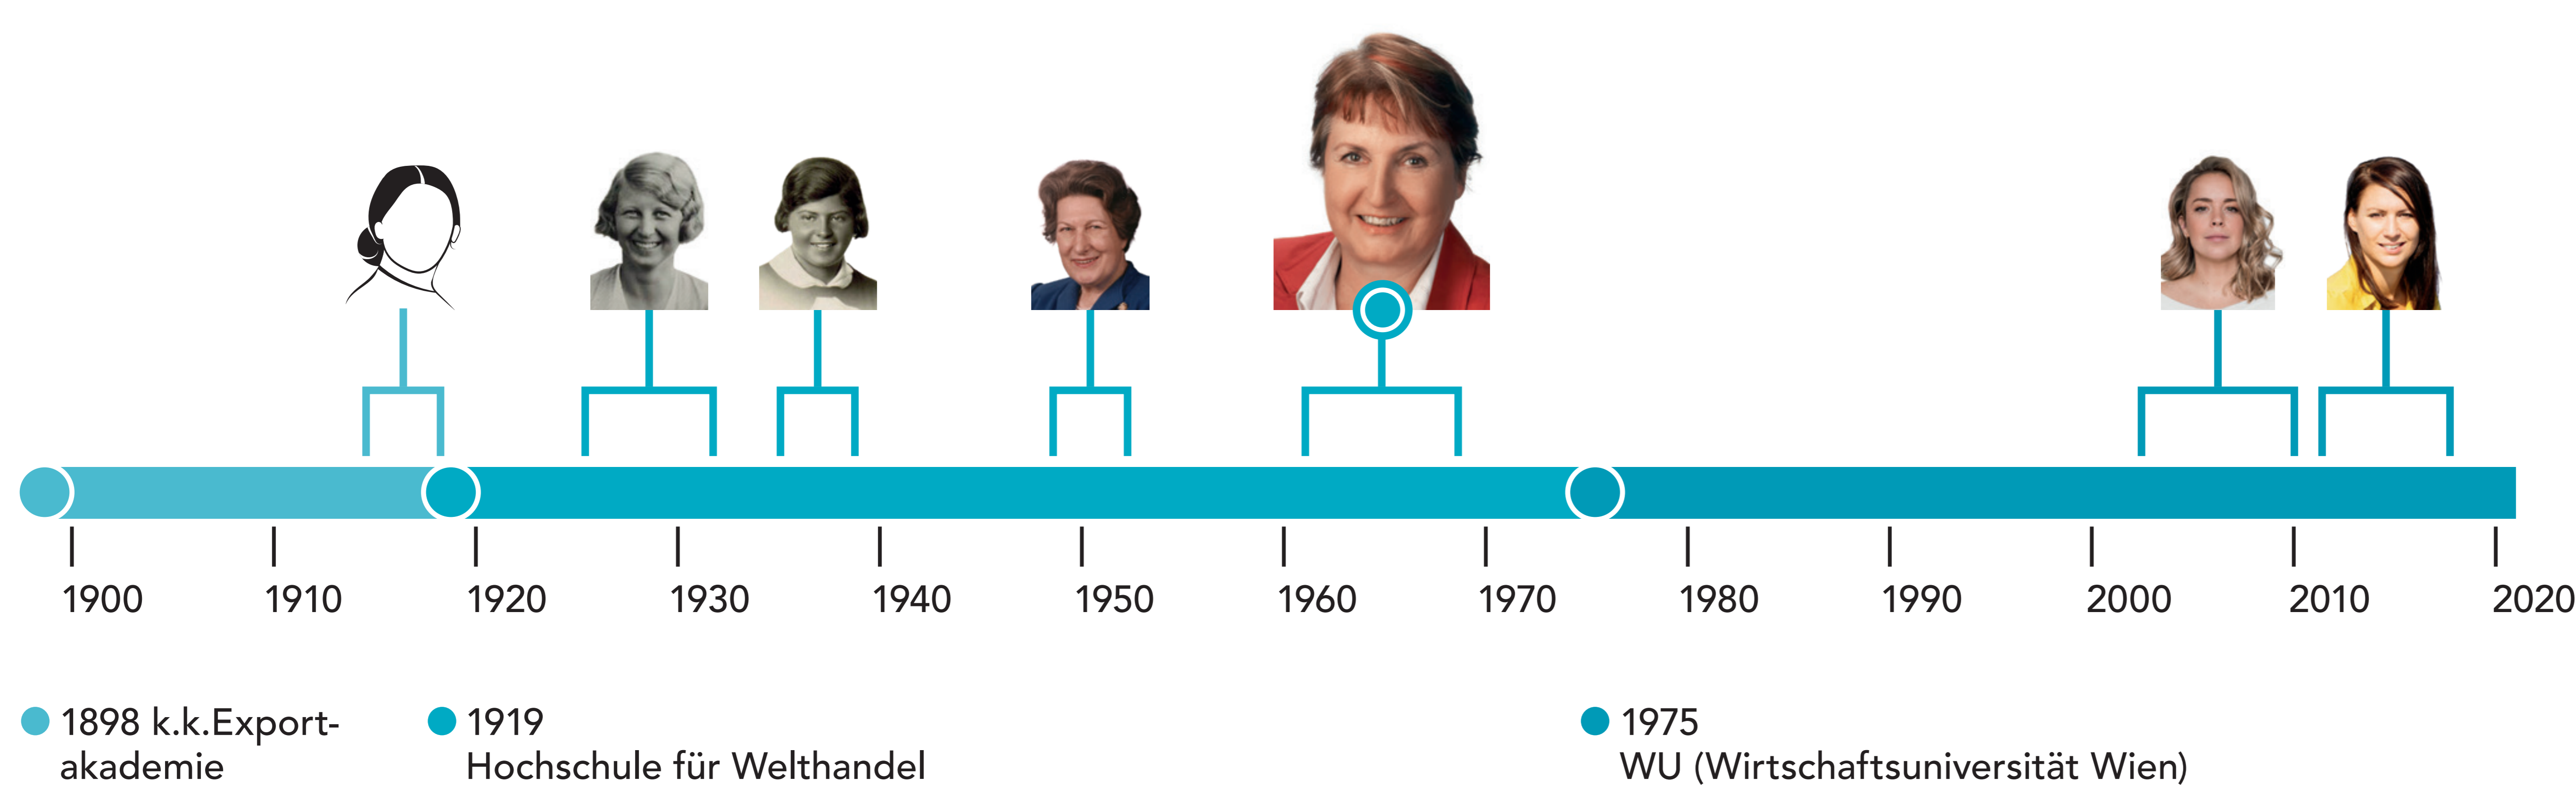 1900 1910 1920 1930 1940 1950 1960 1970 1980 1990 2000 2010 2020
1898 k.k.Export-
akademie
1919
Hochschule für Welthandel
1975
WU (Wirtschaftsuniversität Wien)